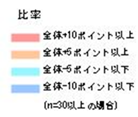 比率
全体+10ポイント以上
全体+5ポイント以上
全体-5ポイント以下
全体-10ポイント以下
(n=30以上の場合)